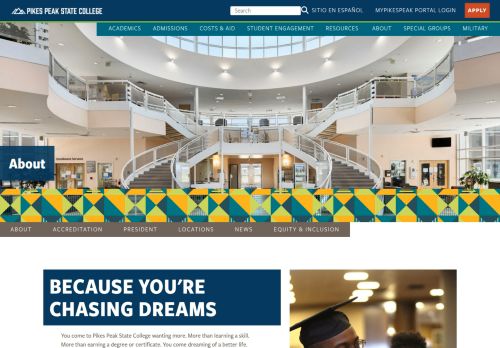 PIKES PEAK STATE COLLEGE
Search
SITIO EN ESPAÑOL
MYPIKESPEAK PORTAL LOGIN
APPLY
ACADEMICS ADMISSIONS COSTS & AID STUDENT ENGAGEMENT RESOURCES ABOUT SPECIAL GROUPS MILITARY
About
ABOUT ACCREDITATION PRESIDENT LOCATIONS NEWS EQUITY & INCLUSION
BECAUSE YOU'RE
CHASING DREAMS
You come to Pikes Peak State College wanting more. More than learning a skill.
More than earning a degree or certificate. You come dreaming of a better life.